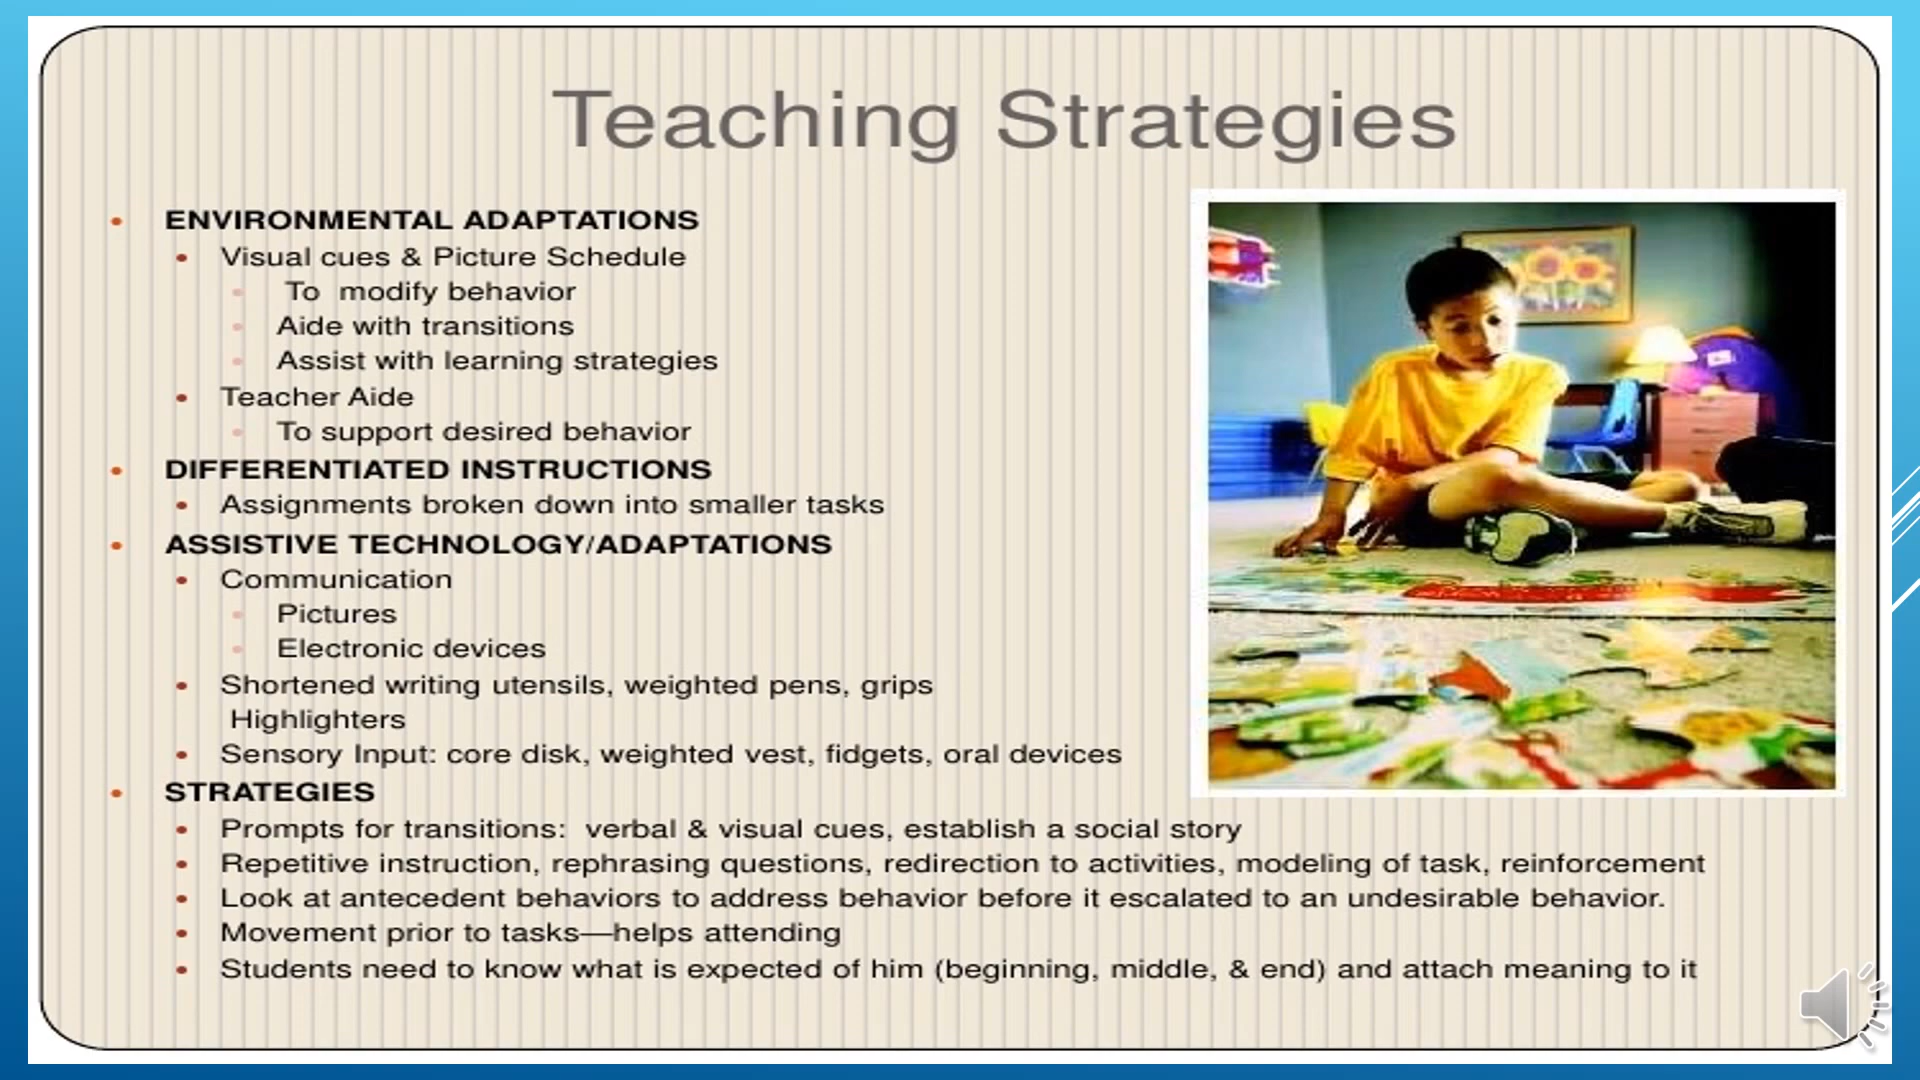 Teaching Strategies
ENVIRONMENTAL ADAPTATIONS
Visual cues & Picture Schedule
To modify behavior
Aide with transitions
Assist with learning strategies
Teacher Aide
To support desired behavior
DIFFERENTIATED INSTRUCTIONS
Assignments broken down into smaller tasks
ASSISTIVE TECHNOLOGY/ADAPTATIONS
Communication
Pictures
Electronic devices
Shortened writing utensils, weighted pens, grips
Highlighters
Sensory Input: core disk, weighted vest, fidgets, oral devices
STRATEGIES
Prompts for transitions: verbal & visual cues, establish a social story
Repetitive instruction, rephrasing questions, redirection to activities, modeling of task, reinforcement
Look at antecedent behaviors to address behavior before it escalated to an undesirable behavior.
Movement prior to tasks—helps attending
Students need to know what is expected of him (beginning, middle, & end) and attach meaning to it